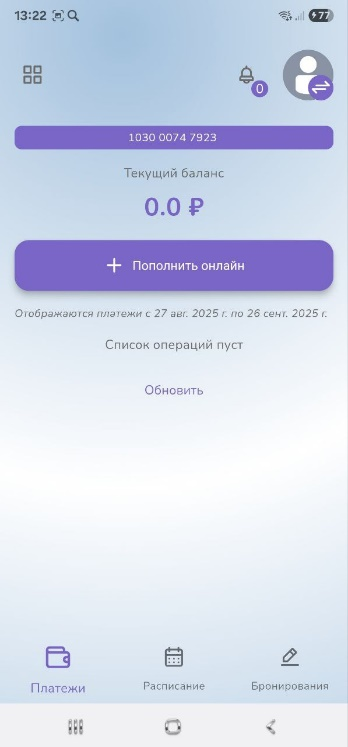 13:22
77
0
1030 0074 7923
Текущий баланс
0.0 ₽
Пополнить онлайн
Отображаются платежи с 27 авг. 2025 г. по 26 сент. 2025 г.
Список операций пуст
Обновить
Платежи Расписание Бронирования